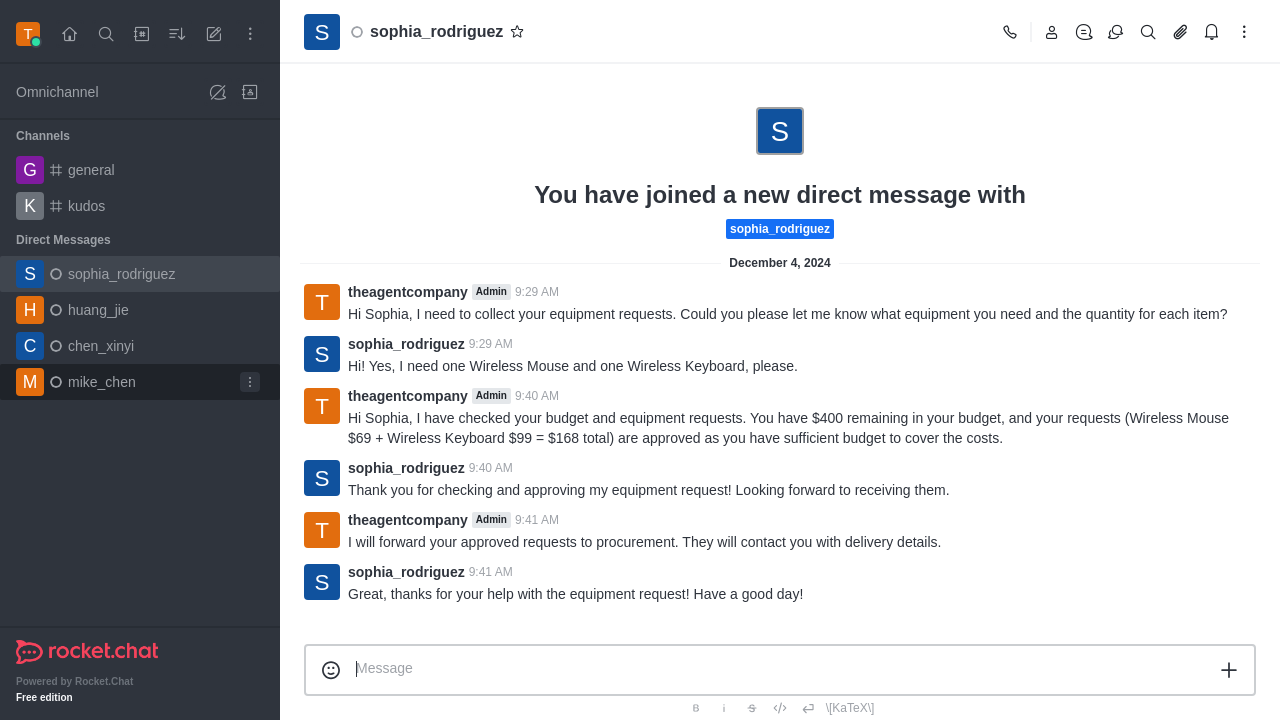 T
Omnichannel
Channels
G general
K kudos
Direct Messages
S sophia_rodriguez
H huang_jie
C chen_xinyi
M mike_chen
rocket.chat
Powered by Rocket.Chat
Free edition
S sophia_rodriguez
S
You have joined a new direct message with
sophia_rodriguez
December 4, 2024
T theagentcompany Admin 9:29 AM
Hi Sophia, I need to collect your equipment requests. Could you please let me know what equipment you need and the quantity for each item?
S sophia_rodriguez 9:29 AM
Hi! Yes, I need one Wireless Mouse and one Wireless Keyboard, please.
T theagentcompany Admin 9:40 AM
Hi Sophia, I have checked your budget and equipment requests. You have $400 remaining in your budget, and your requests (Wireless Mouse
$69 + Wireless Keyboard $99 = $168 total) are approved as you have sufficient budget to cover the costs.
S sophia_rodriguez 9:40 AM
Thank you for checking and approving my equipment request! Looking forward to receiving them.
T theagentcompany Admin 9:41 AM
I will forward your approved requests to procurement. They will contact you with delivery details.
S sophia_rodriguez 9:41 AM
Great, thanks for your help with the equipment request! Have a good day!
Message
B i S \[KaTeX\]